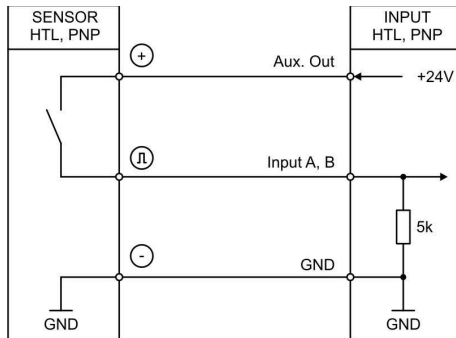 SENSOR
HTL, PNP
INPUT
HTL, PNP
+
Aux. Out
+24V
Input A, B
5k
-
GND
GND
GND